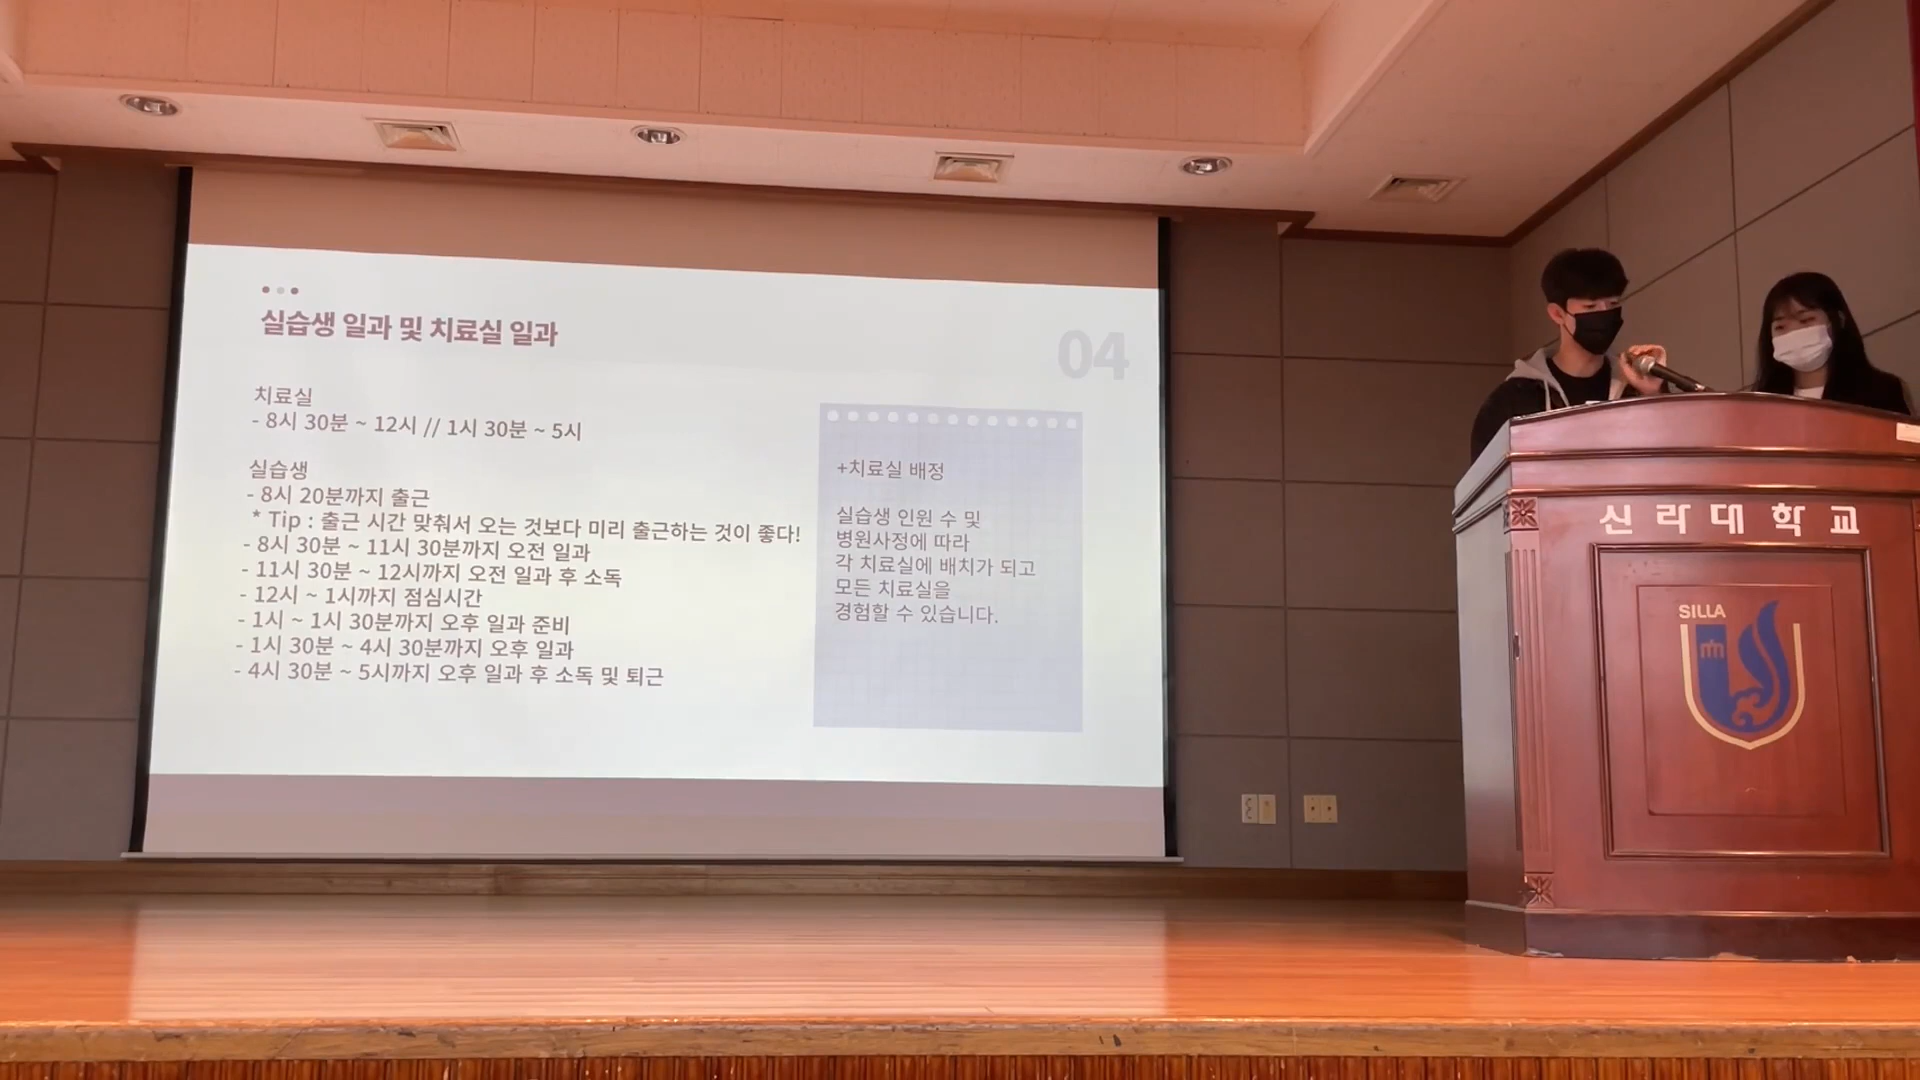 실습생 일과 및 치료실 일과
04
치료실
- 8시 30분 ~ 12시 // 1시 30분 ~ 5시
실습생
- 8시 20분까지 출근
* Tip : 출근 시간 맞춰서 오는 것보다 미리 출근하는 것이 좋다!
- 8시 30분 ~ 11시 30분까지 오전 일과
- 11시 30분 ~ 12시까지 오전 일과 후 소독
- 12시 ~ 1시까지 점심시간
- 1시 ~ 1시 30분까지 오후 일과 준비
- 1시 30분 ~ 4시 30분까지 오후 일과
- 4시 30분 ~ 5시까지 오후 일과 후 소독 및 퇴근
+치료실 배정
실습생 인원 수 및
병원사정에 따라
각 치료실에 배치가 되고
모든 치료실을
경험할 수 있습니다.
신라대학교
SILLA